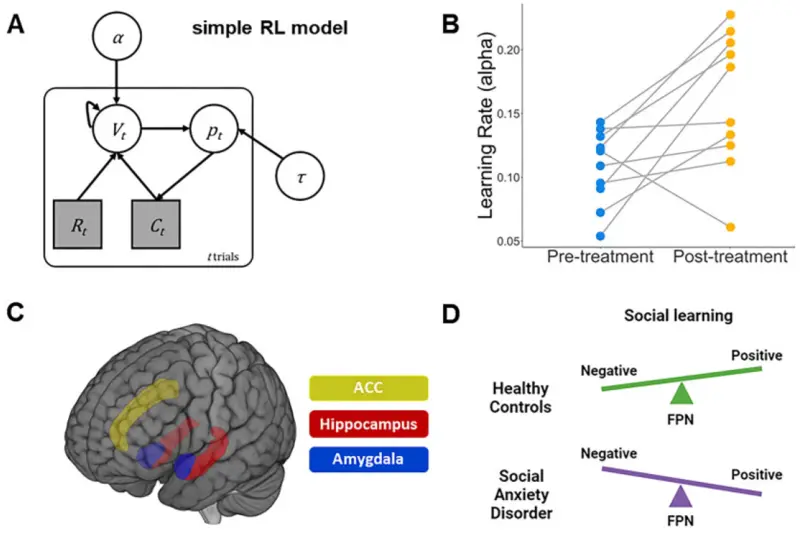 A
simple RL model
α
V_t
p_t
τ
R_t
C_t
t trials
B
Learning Rate (alpha)
0.20
0.15
0.10
0.05
Pre-treatment
Post-treatment
C
ACC
Hippocampus
Amygdala
D
Social learning
Healthy
Controls
Negative
Positive
FPN
Social
Anxiety
Disorder
Negative
Positive
FPN